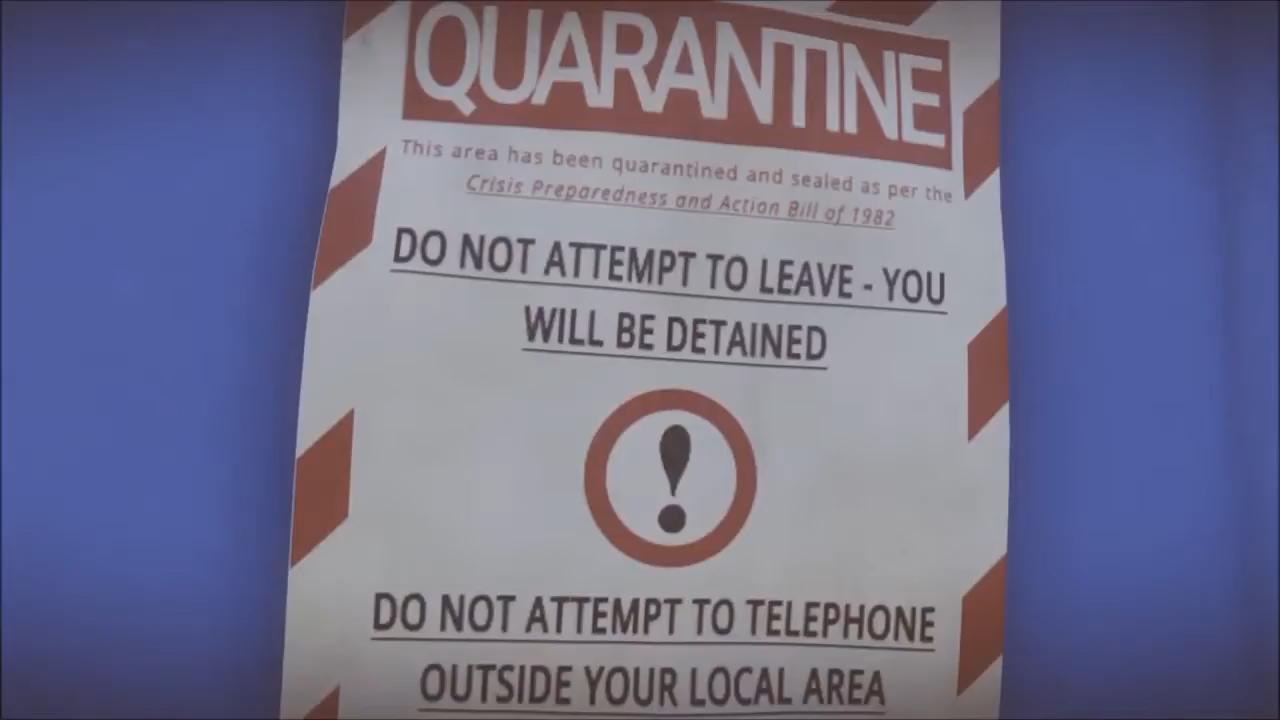 QUARANTINE
This area has been quarantined and sealed as per the
Crisis Preparedness and Action Bill of 1982
DO NOT ATTEMPT TO LEAVE - YOU
WILL BE DETAINED
!
DO NOT ATTEMPT TO TELEPHONE
OUTSIDE YOUR LOCAL AREA